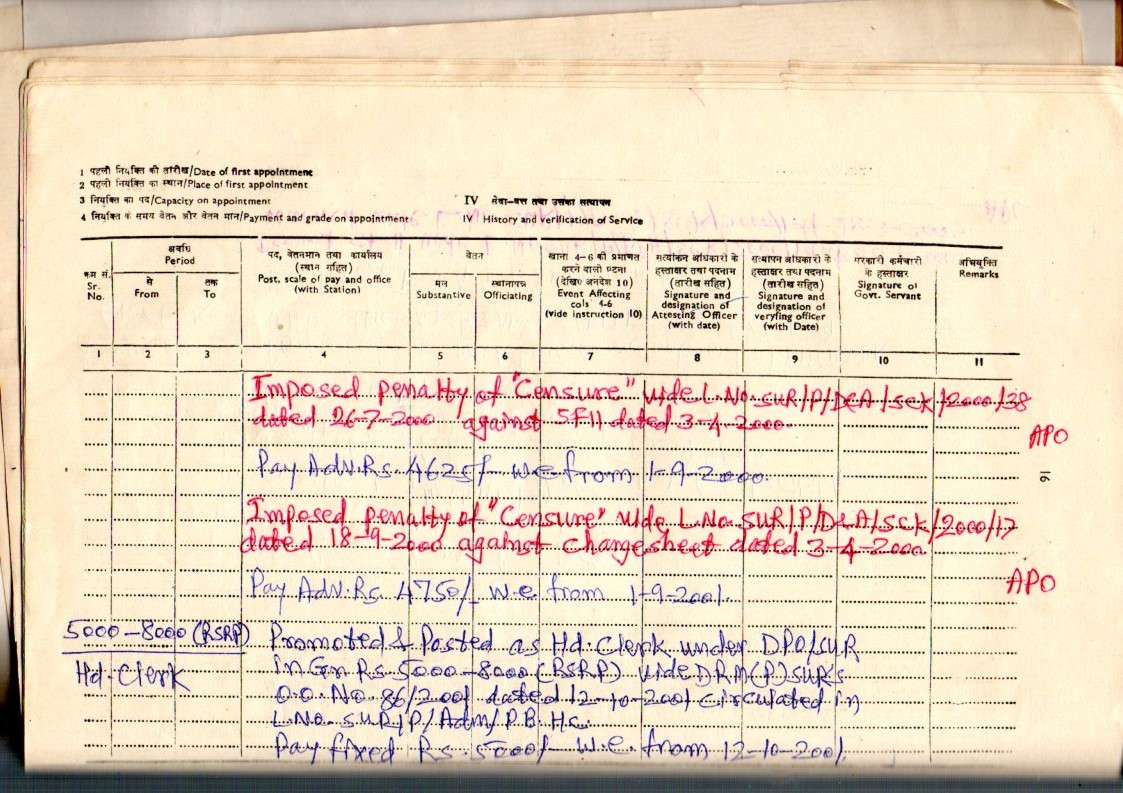 1 पहली नियुक्ति की तारीख/Date of first appointment
2 पहली नियुक्ति का स्थान/Place of first appointment
3 नियुक्ति का पद/Capacity on appointment
4 नियुक्ति के समय वेतन और वेतन मान/Payment and grade on appointment
IV सेवा-वृत्त तथा उसका सत्यापन
IV History and verification of Service
क्रम सं.
Sr.
No.
अवधि
Period
से
From
तक
To
पद, वेतनमान तथा कार्यालय
(स्थान सहित)
Post, scale of pay and office
(with Station)
वेतन
मूल
Substantive
स्थानापन्न
Officiating
खाना 4-6 को प्रभावित
करने वाली घटना
(देखिए अनुदेश 10)
Event Affecting
cols 4-6
(vide instruction 10)
सत्यांकन अधिकारी के
हस्ताक्षर तथा पदनाम
(तारीख सहित)
Signature and
designation of
Attesting Officer
(with date)
सत्यापन अधिकारी के
हस्ताक्षर तथा पदनाम
(तारीख सहित)
Signature and
designation of
veryfing officer
(with Date)
सरकारी कर्मचारी
के हस्ताक्षर
Signature of
Govt. Servant
अभियुक्ति
Remarks
1 2 3 4 5 6 7 8 9 10 11
Imposed penalty of "Censure" vide L.No. SUR/P/D&A/SCK/2000/38
dated 26-7-2000 against SF11 dated 3-4-2000.
APO
Pay Adv. Rs. 4625/- w.e from 1-9-2000.
16
Imposed penalty of "Censure" vide L.No. SUR/P/D&A/SCK/2000/17
dated 18-9-2000 against Chargesheet dated 3-4-2000.
APO
Pay Adv. Rs. 4750/- w.e. from 1-9-2001.
5000-8000 (RSRP)
Hd. Clerk
Promoted & Posted as Hd. Clerk under DPO/SUR
in Grn Rs. 5000-8000 (RSRP) vide DRM(P)SUR's
O.O. No 86/2001 dated 12-10-2001 circulated in
L.No. SUR/P/Adm/P.B. Hc.
Pay fixed Rs. 5000/- w.e. from 12-10-2001.